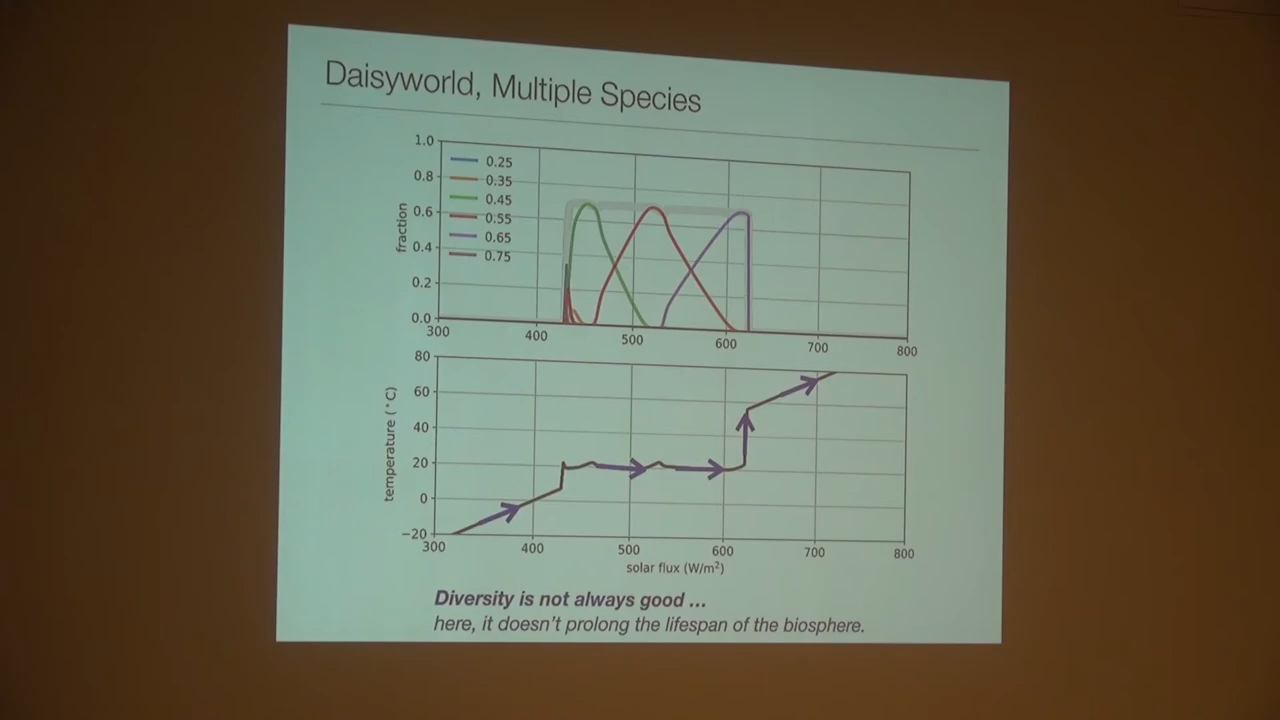 Daisyworld, Multiple Species
1.0
0.8
0.6
0.4
0.2
0.0
fraction
0.25
0.35
0.45
0.55
0.65
0.75
300 400 500 600 700 800
80
60
40
20
0
−20
temperature (°C)
300 400 500 600 700 800
solar flux (W/m²)
Diversity is not always good ...
here, it doesn't prolong the lifespan of the biosphere.